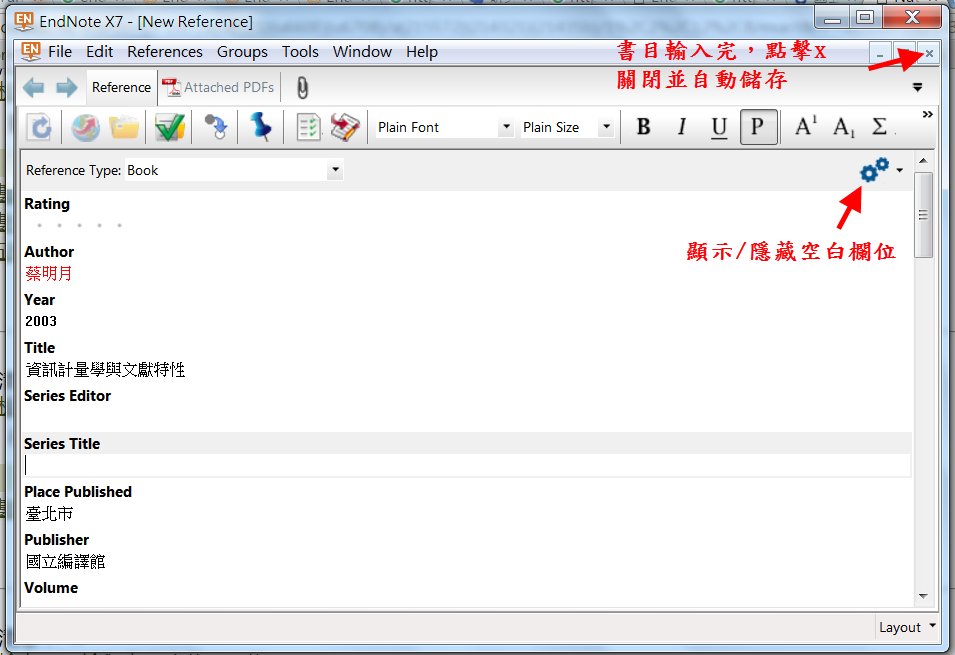 EndNote X7 - [New Reference]
File Edit References Groups Tools Window Help
書目輸入完，點擊X
關閉並自動儲存
Reference Attached PDFs
Plain Font Plain Size B I U P A1 A1 Σ
Reference Type: Book
Rating
顯示/隱藏空白欄位
Author
蔡明月
Year
2003
Title
資訊計量學與文獻特性
Series Editor
Series Title
Place Published
臺北市
Publisher
國立編譯館
Volume
Layout